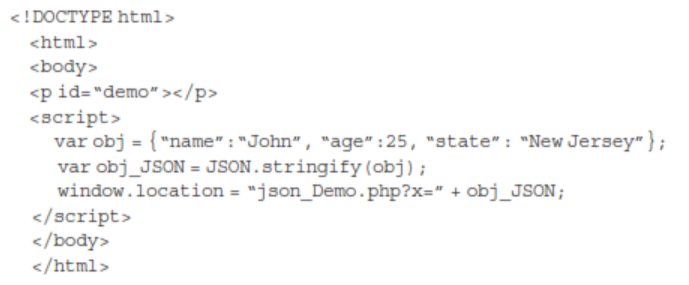 <!DOCTYPE html>
<html>
<body>
<p id="demo"></p>
<script>
var obj = {"name":"John", "age":25, "state": "New Jersey"};
var obj_JSON = JSON.stringify(obj);
window.location = "json_Demo.php?x=" + obj_JSON;
</script>
</body>
</html>